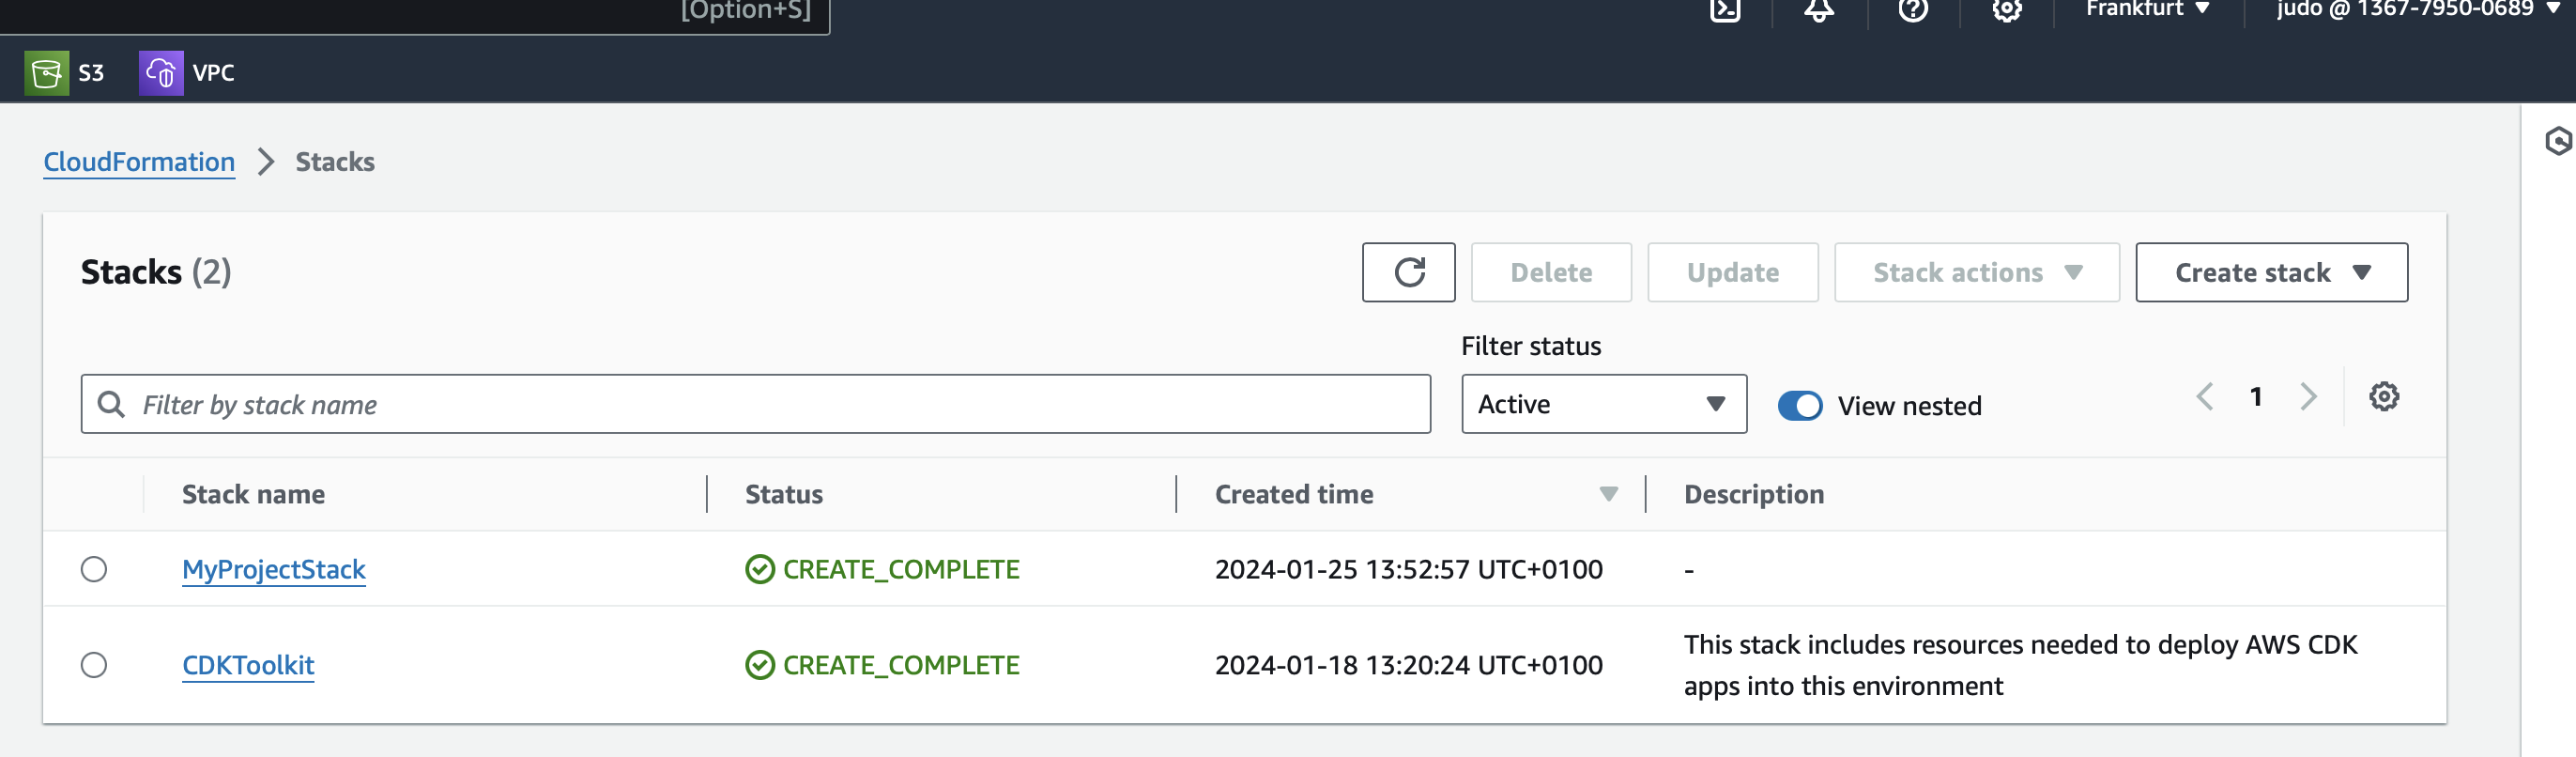 [Option+S]
Frankfurt
judo @ 1367-7950-0689
S3
VPC
CloudFormation
Stacks
Stacks (2)
Delete
Update
Stack actions
Create stack
Filter status
Filter by stack name
Active
View nested
1
Stack name
Status
Created time
Description
MyProjectStack
CREATE_COMPLETE
2024-01-25 13:52:57 UTC+0100
-
CDKToolkit
CREATE_COMPLETE
2024-01-18 13:20:24 UTC+0100
This stack includes resources needed to deploy AWS CDK
apps into this environment